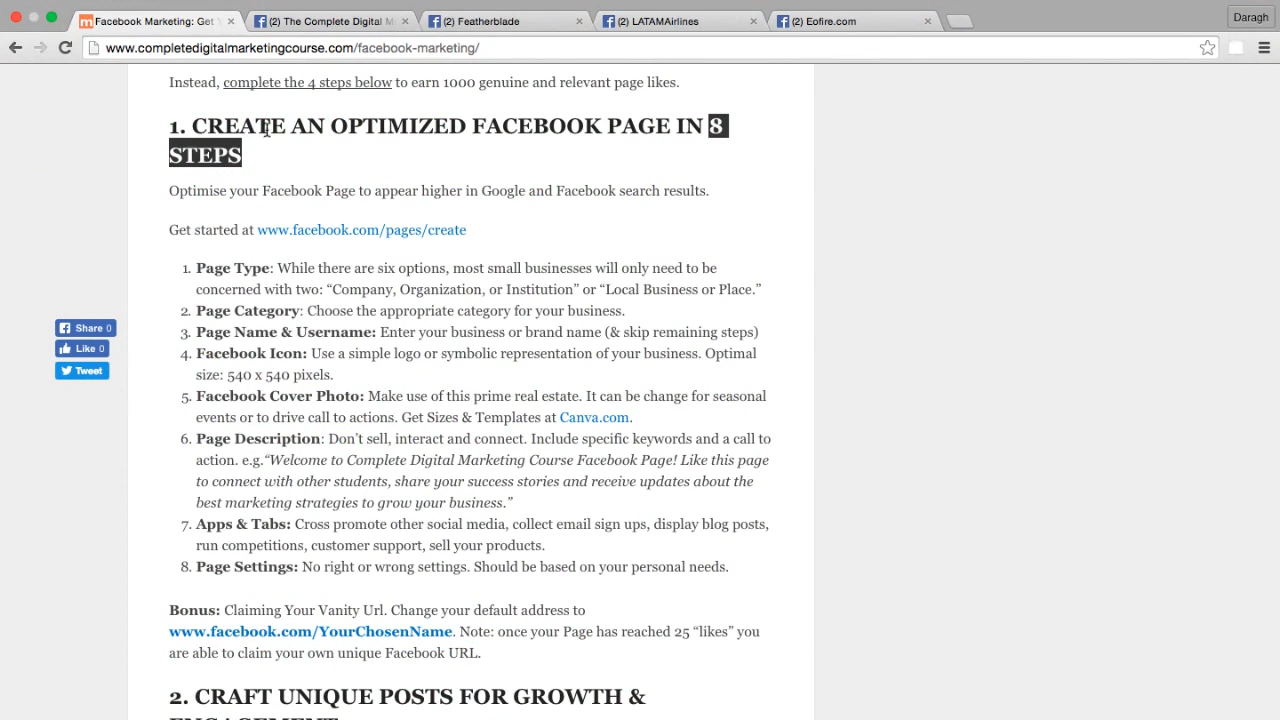 Facebook Marketing: Get Y
(2) The Complete Digital M
(2) Featherblade
(2) LATAMAirlines
(2) Eofire.com
Daragh
www.completedigitalmarketingcourse.com/facebook-marketing/
Instead, complete the 4 steps below to earn 1000 genuine and relevant page likes.
1. CREATE AN OPTIMIZED FACEBOOK PAGE IN 8
STEPS
Optimise your Facebook Page to appear higher in Google and Facebook search results.
Get started at www.facebook.com/pages/create
1. Page Type: While there are six options, most small businesses will only need to be
concerned with two: “Company, Organization, or Institution” or “Local Business or Place.”
2. Page Category: Choose the appropriate category for your business.
3. Page Name & Username: Enter your business or brand name (& skip remaining steps)
4. Facebook Icon: Use a simple logo or symbolic representation of your business. Optimal
size: 540 x 540 pixels.
5. Facebook Cover Photo: Make use of this prime real estate. It can be change for seasonal
events or to drive call to actions. Get Sizes & Templates at Canva.com.
6. Page Description: Don’t sell, interact and connect. Include specific keywords and a call to
action. e.g.“Welcome to Complete Digital Marketing Course Facebook Page! Like this page
to connect with other students, share your success stories and receive updates about the
best marketing strategies to grow your business.”
7. Apps & Tabs: Cross promote other social media, collect email sign ups, display blog posts,
run competitions, customer support, sell your products.
8. Page Settings: No right or wrong settings. Should be based on your personal needs.
Share 0
Like 0
Tweet
Bonus: Claiming Your Vanity Url. Change your default address to
www.facebook.com/YourChosenName. Note: once your Page has reached 25 “likes” you
are able to claim your own unique Facebook URL.
2. CRAFT UNIQUE POSTS FOR GROWTH &
ENGAGEMENT